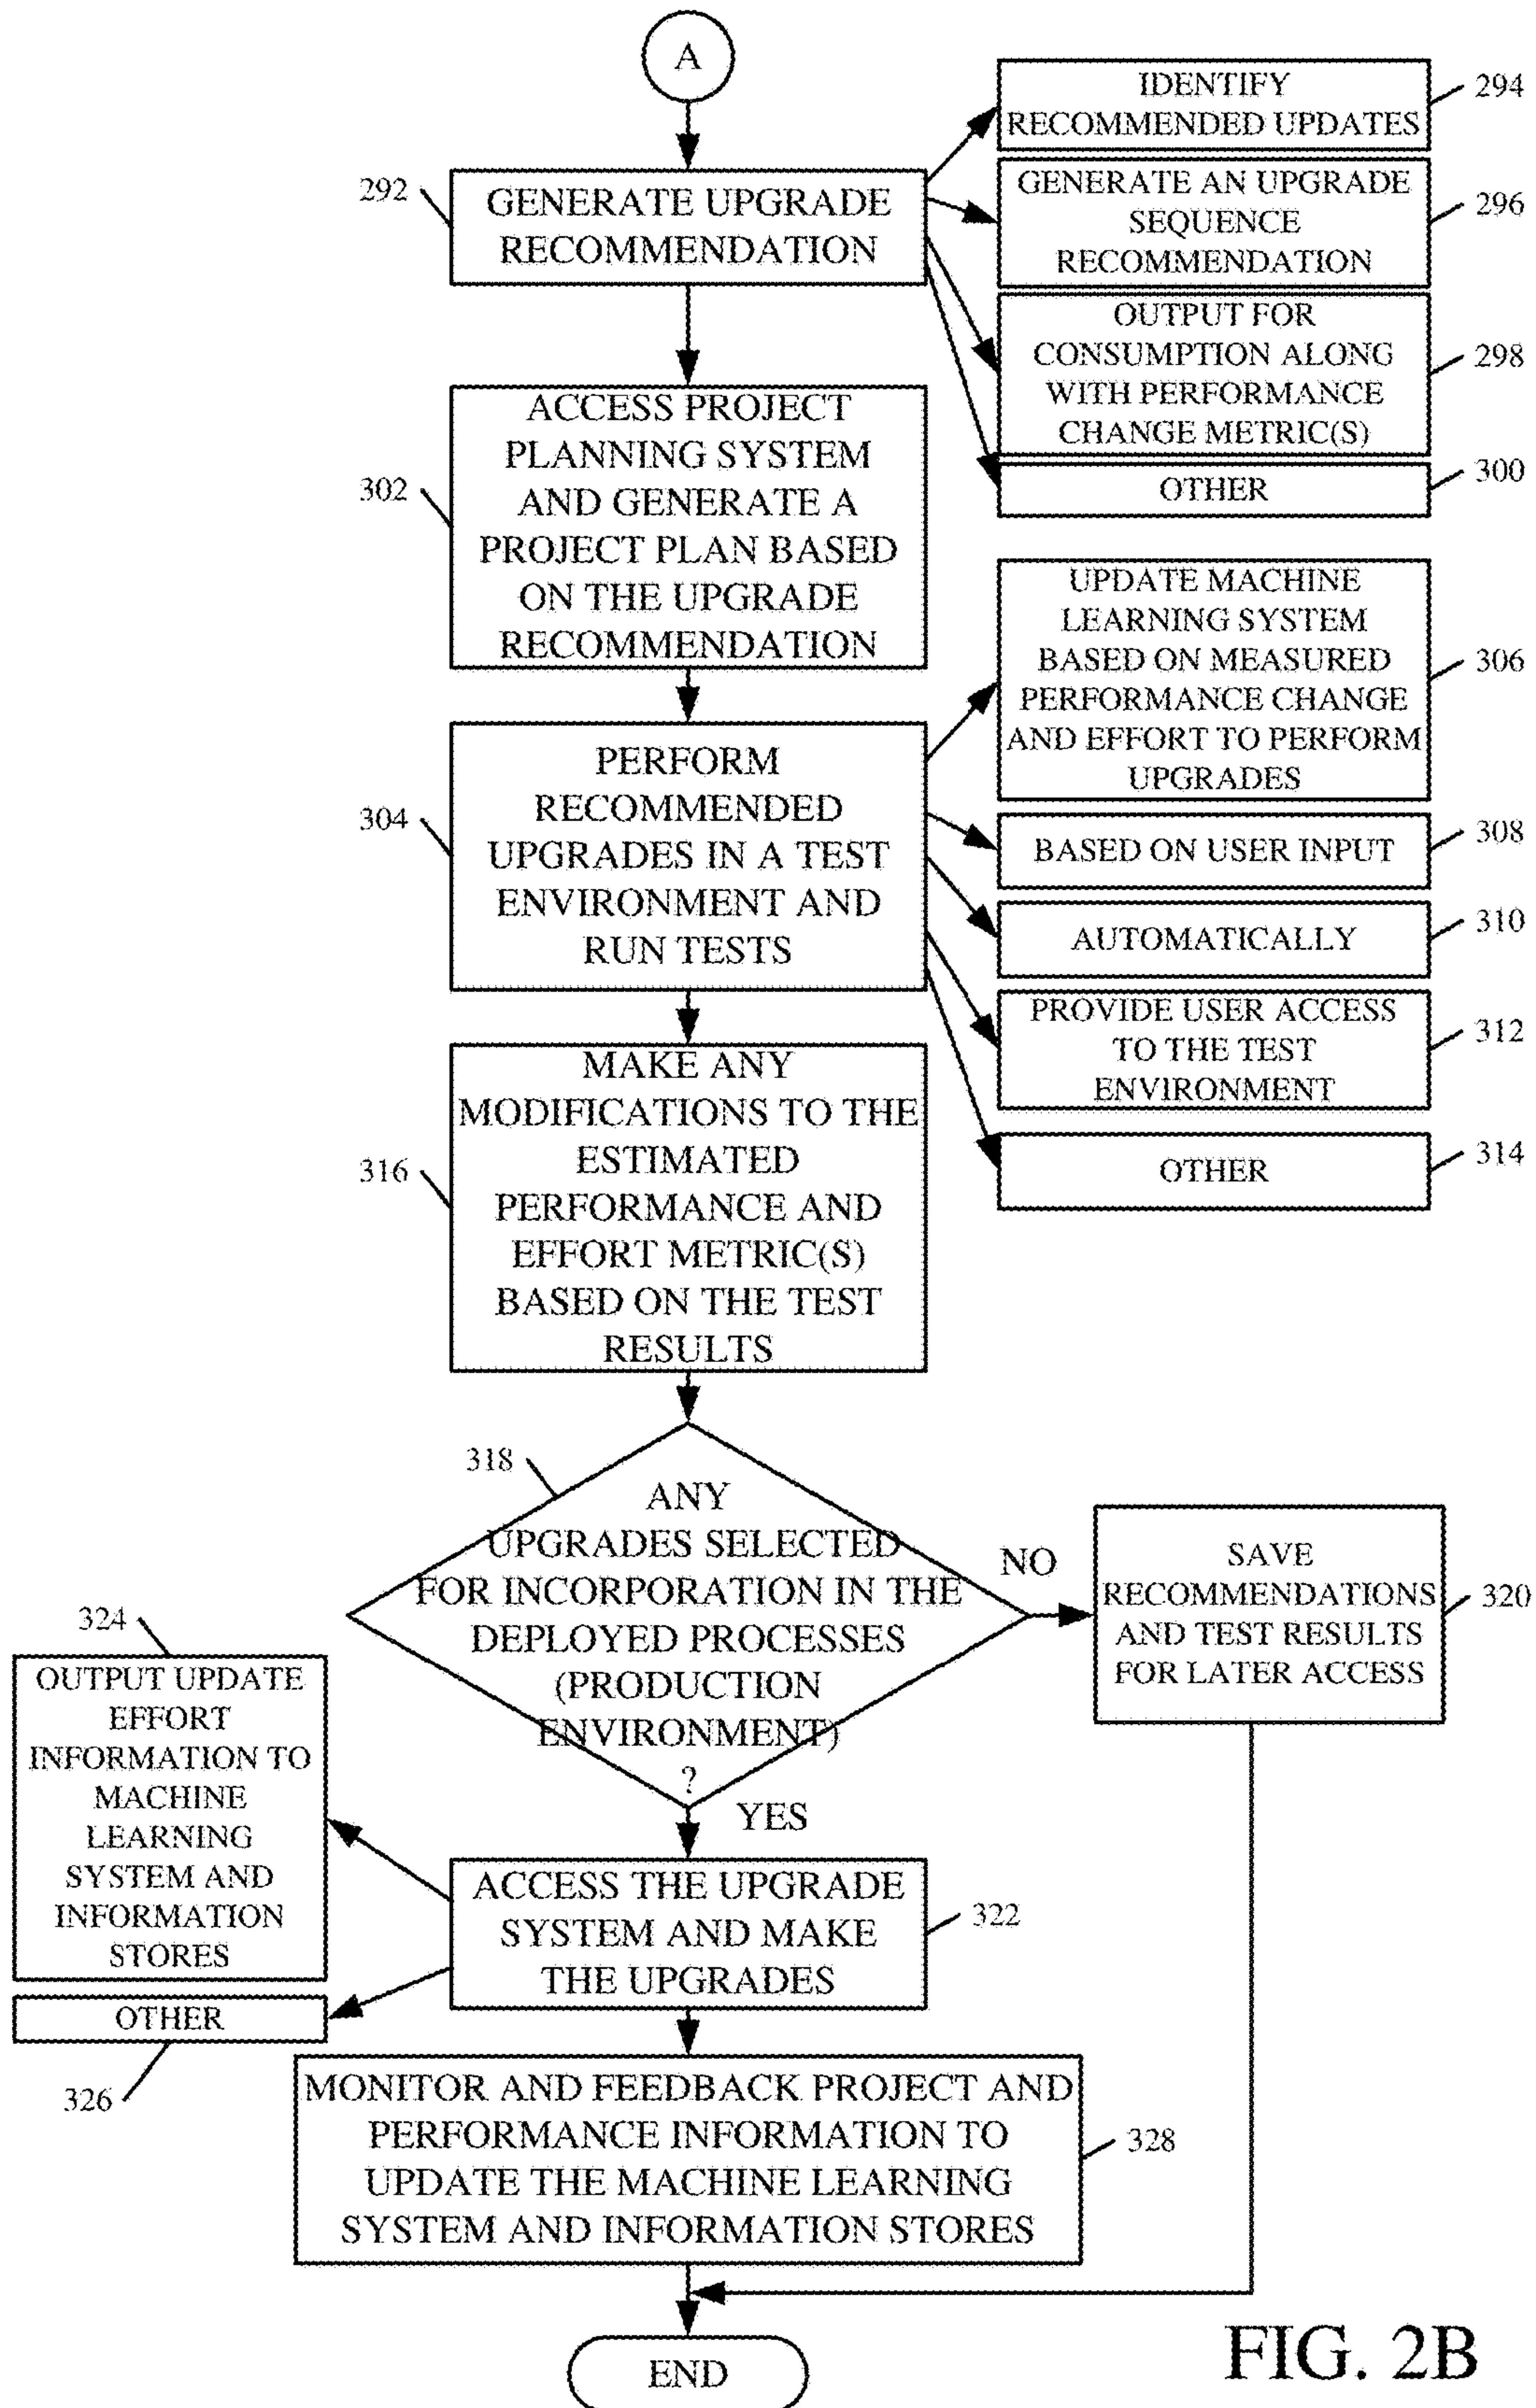 A
292
GENERATE UPGRADE
RECOMMENDATION
IDENTIFY
RECOMMENDED UPDATES
294
GENERATE AN UPGRADE
SEQUENCE
RECOMMENDATION
296
OUTPUT FOR
CONSUMPTION ALONG
WITH PERFORMANCE
CHANGE METRIC(S)
298
OTHER
300
302
ACCESS PROJECT
PLANNING SYSTEM
AND GENERATE A
PROJECT PLAN BASED
ON THE UPGRADE
RECOMMENDATION
304
PERFORM
RECOMMENDED
UPGRADES IN A TEST
ENVIRONMENT AND
RUN TESTS
UPDATE MACHINE
LEARNING SYSTEM
BASED ON MEASURED
PERFORMANCE CHANGE
AND EFFORT TO PERFORM
UPGRADES
306
BASED ON USER INPUT
308
AUTOMATICALLY
310
PROVIDE USER ACCESS
TO THE TEST
ENVIRONMENT
312
OTHER
314
316
MAKE ANY
MODIFICATIONS TO THE
ESTIMATED
PERFORMANCE AND
EFFORT METRIC(S)
BASED ON THE TEST
RESULTS
318
ANY
UPGRADES SELECTED
FOR INCORPORATION IN THE
DEPLOYED PROCESSES
(PRODUCTION
ENVIRONMENT)
?
NO
SAVE
RECOMMENDATIONS
AND TEST RESULTS
FOR LATER ACCESS
320
YES
324
OUTPUT UPDATE
EFFORT
INFORMATION TO
MACHINE
LEARNING
SYSTEM AND
INFORMATION
STORES
ACCESS THE UPGRADE
SYSTEM AND MAKE
THE UPGRADES
322
OTHER
326
MONITOR AND FEEDBACK PROJECT AND
PERFORMANCE INFORMATION TO
UPDATE THE MACHINE LEARNING
SYSTEM AND INFORMATION STORES
328
END
FIG. 2B